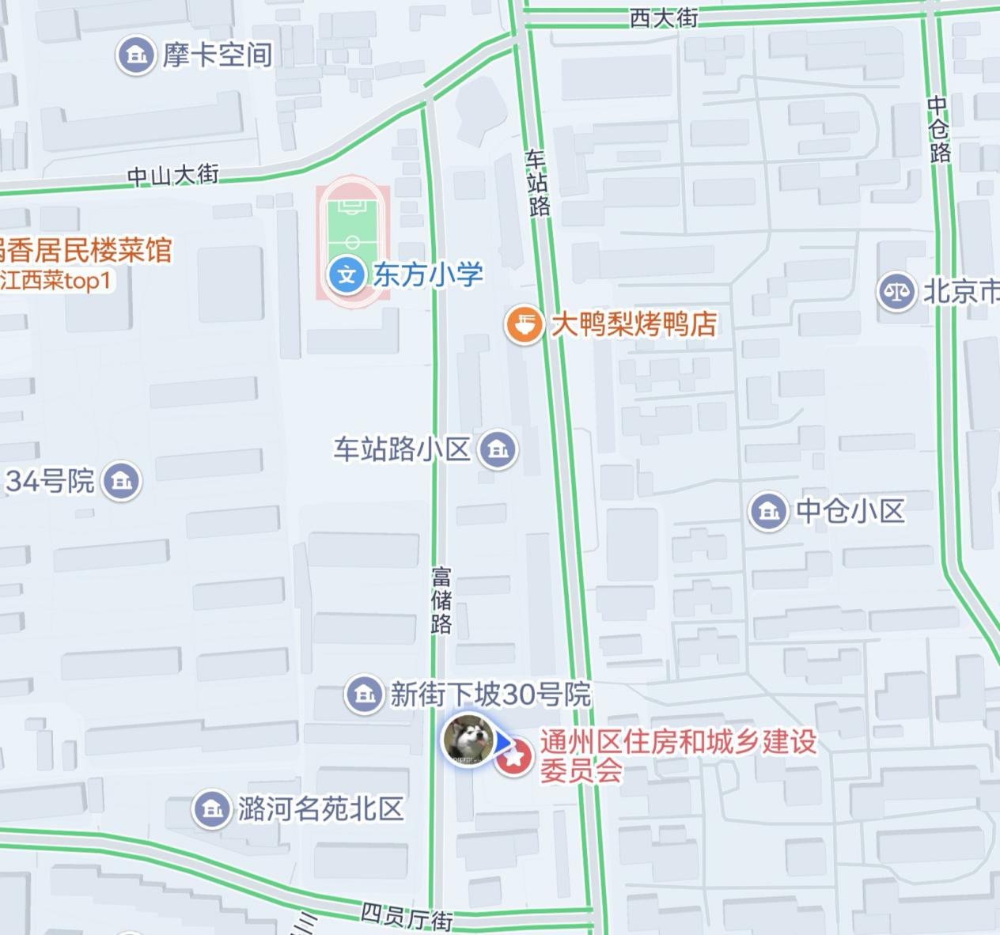 西大街
摩卡空间
中仓路
车站路
中山大街
香居民楼菜馆
江西菜top1
东方小学
北京市
大鸭梨烤鸭店
车站路小区
34号院
中仓小区
富储路
新街下坡30号院
通州区住房和城乡建设
委员会
潞河名苑北区
四员厅街
三